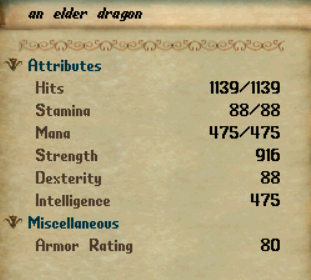 an elder dragon
Attributes
Hits 1139/1139
Stamina 88/88
Mana 475/475
Strength 916
Dexterity 88
Intelligence 475
Miscellaneous
Armor Rating 80